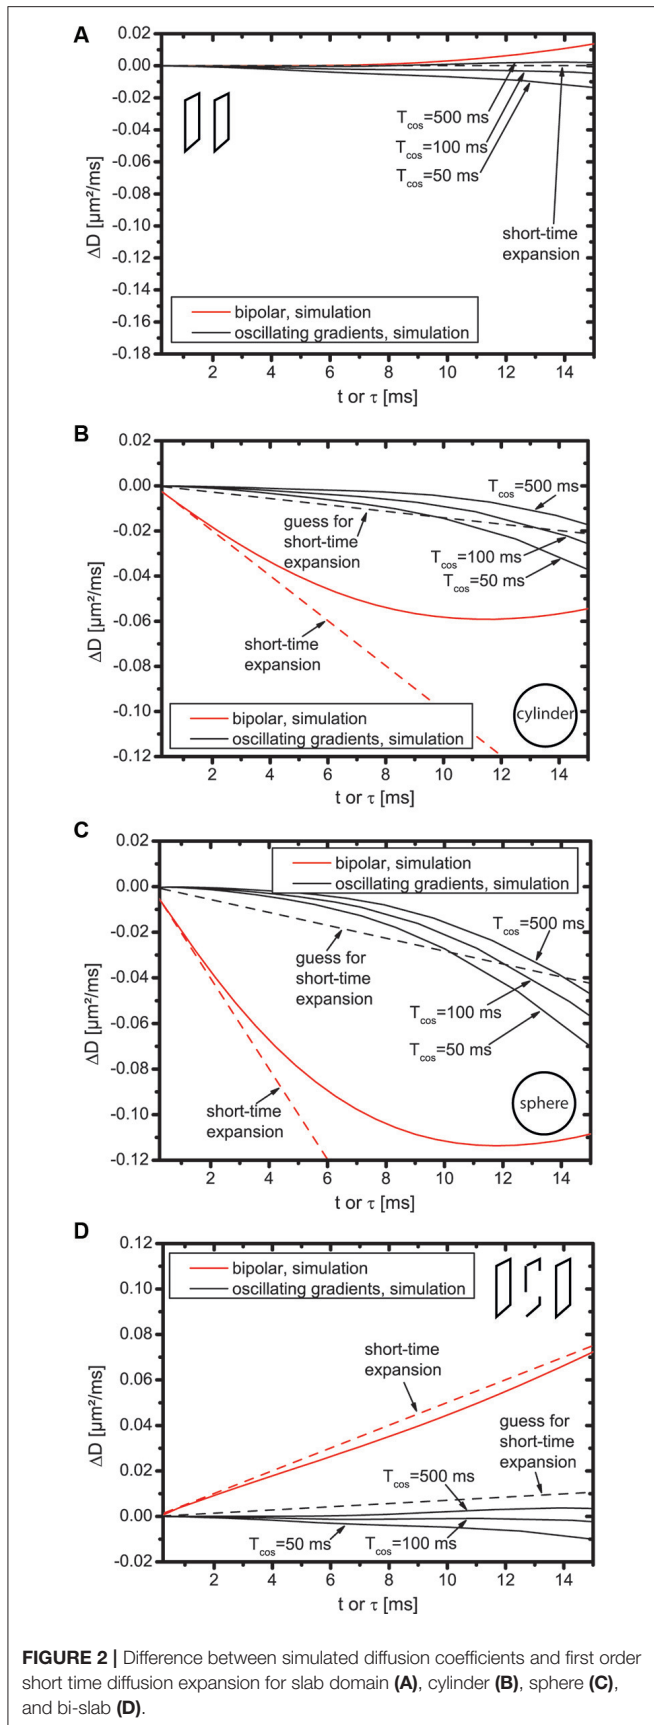 A
0.02
0.00
-0.02
-0.04
-0.06
-0.08
-0.10
-0.12
-0.14
-0.16
-0.18
ΔD [µm²/ms]
T_cos=500 ms
T_cos=100 ms
T_cos=50 ms
short-time
expansion
bipolar, simulation
oscillating gradients, simulation
2 4 6 8 10 12 14
t or τ [ms]
B
0.02
0.00
-0.02
-0.04
-0.06
-0.08
-0.10
-0.12
ΔD [µm²/ms]
T_cos=500 ms
guess for
short-time
expansion
T_cos=100 ms
T_cos=50 ms
short-time
expansion
bipolar, simulation
oscillating gradients, simulation
cylinder
2 4 6 8 10 12 14
t or τ [ms]
C
0.02
0.00
-0.02
-0.04
-0.06
-0.08
-0.10
-0.12
ΔD [µm²/ms]
bipolar, simulation
oscillating gradients, simulation
T_cos=500 ms
guess for
short-time
expansion
T_cos=100 ms
T_cos=50 ms
short-time
expansion
sphere
2 4 6 8 10 12 14
t or τ [ms]
D
0.12
0.10
0.08
0.06
0.04
0.02
0.00
-0.02
ΔD [µm²/ms]
bipolar, simulation
oscillating gradients, simulation
short-time
expansion
guess for
short-time
expansion
T_cos=500 ms
T_cos=50 ms
T_cos=100 ms
2 4 6 8 10 12 14
t or τ [ms]
FIGURE 2 | Difference between simulated diffusion coefficients and first order
short time diffusion expansion for slab domain (A), cylinder (B), sphere (C),
and bi-slab (D).